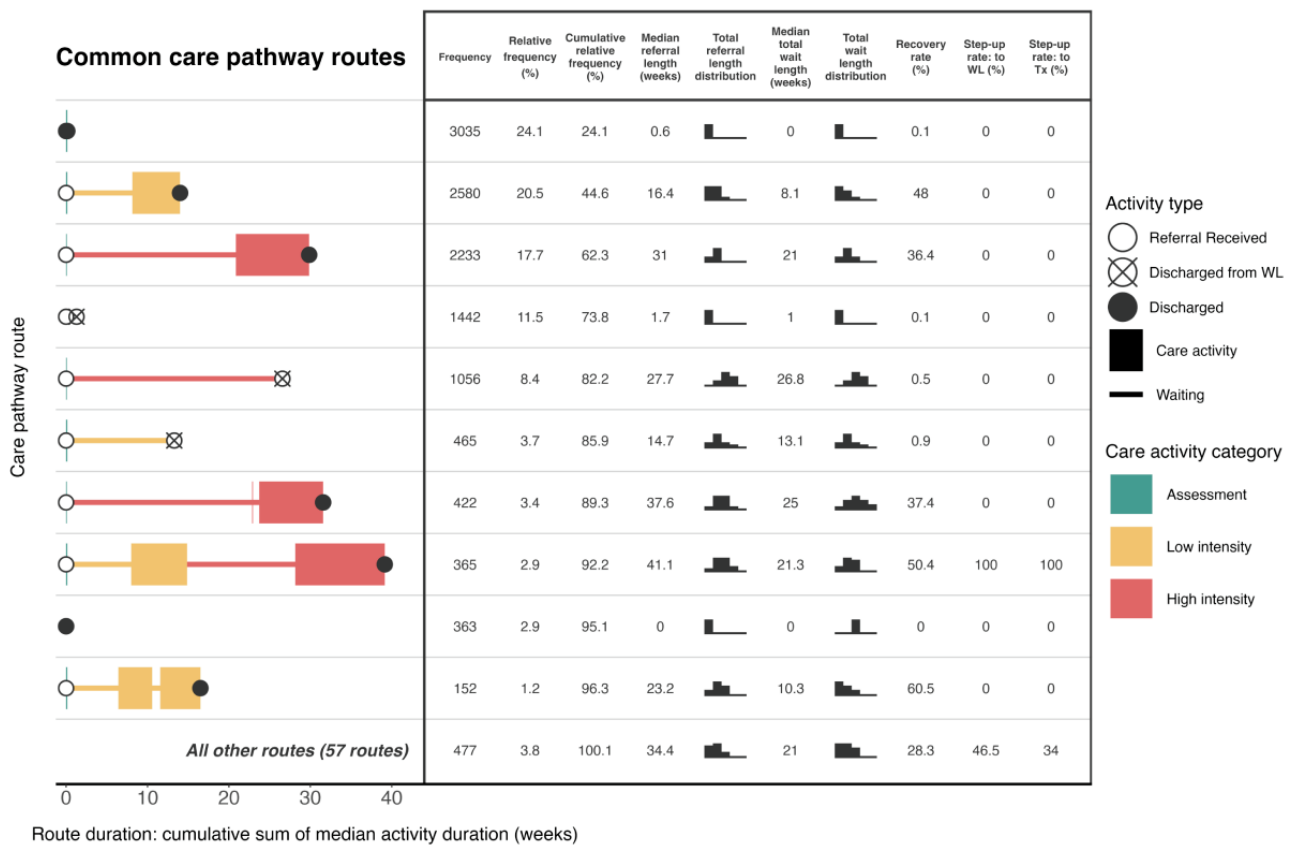 Common care pathway routes
Frequency
Relative
frequency
(%)
Cumulative
relative
frequency
(%)
Median
referral
length
(weeks)
Total
referral
length
distribution
Median
total
wait
length
(weeks)
Total
wait
length
distribution
Recovery
rate
(%)
Step-up
rate: to
WL (%)
Step-up
rate: to
Tx (%)
3035 24.1 24.1 0.6 0 0.1 0 0
2580 20.5 44.6 16.4 8.1 48 0 0
2233 17.7 62.3 31 21 36.4 0 0
1442 11.5 73.8 1.7 1 0.1 0 0
1056 8.4 82.2 27.7 26.8 0.5 0 0
465 3.7 85.9 14.7 13.1 0.9 0 0
422 3.4 89.3 37.6 25 37.4 0 0
365 2.9 92.2 41.1 21.3 50.4 100 100
363 2.9 95.1 0 0 0 0 0
152 1.2 96.3 23.2 10.3 60.5 0 0
All other routes (57 routes) 477 3.8 100.1 34.4 21 28.3 46.5 34
Care pathway route
0 10 20 30 40
Route duration: cumulative sum of median activity duration (weeks)
Activity type
Referral Received
Discharged from WL
Discharged
Care activity
Waiting
Care activity category
Assessment
Low intensity
High intensity